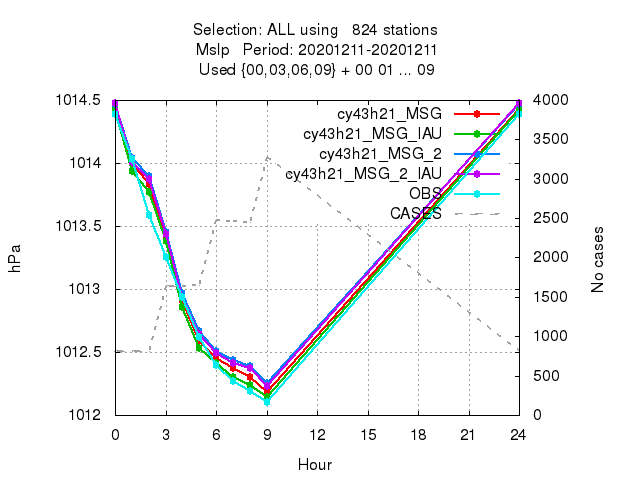 Selection: ALL using   824 stations
Mslp   Period: 20201211-20201211
Used {00,03,06,09} + 00 01 ... 09
cy43h21_MSG
cy43h21_MSG_IAU
cy43h21_MSG_2
cy43h21_MSG_2_IAU
OBS
CASES
hPa
1014.5
1014
1013.5
1013
1012.5
1012
4000
3500
3000
2500
2000
1500
1000
500
0
No cases
0 3 6 9 12 15 18 21 24
Hour